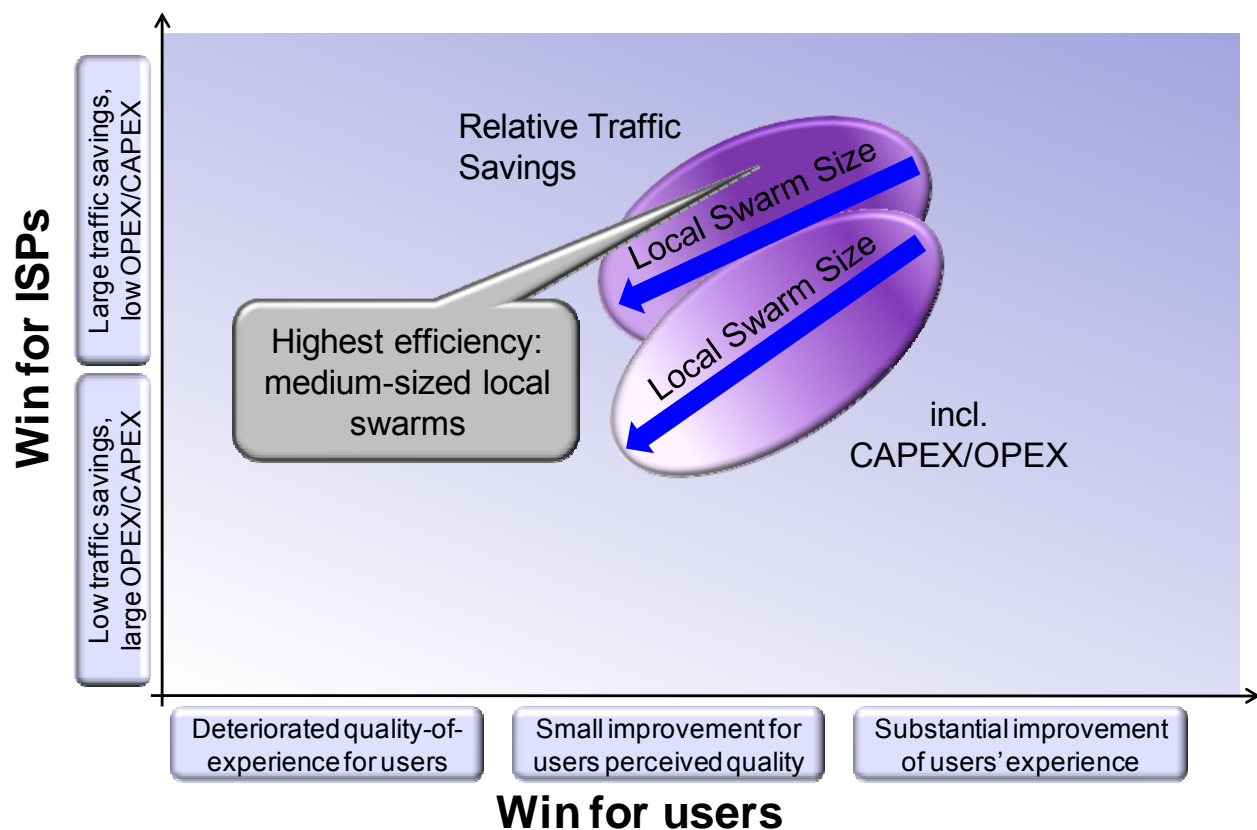 Win for ISPs
Large traffic savings,
low OPEX/CAPEX
Low traffic savings,
large OPEX/CAPEX
Relative Traffic
Savings
Local Swarm Size
Local Swarm Size
Highest efficiency:
medium-sized local
swarms
incl.
CAPEX/OPEX
Deteriorated quality-of-
experience for users
Small improvement for
users perceived quality
Substantial improvement
of users' experience
Win for users